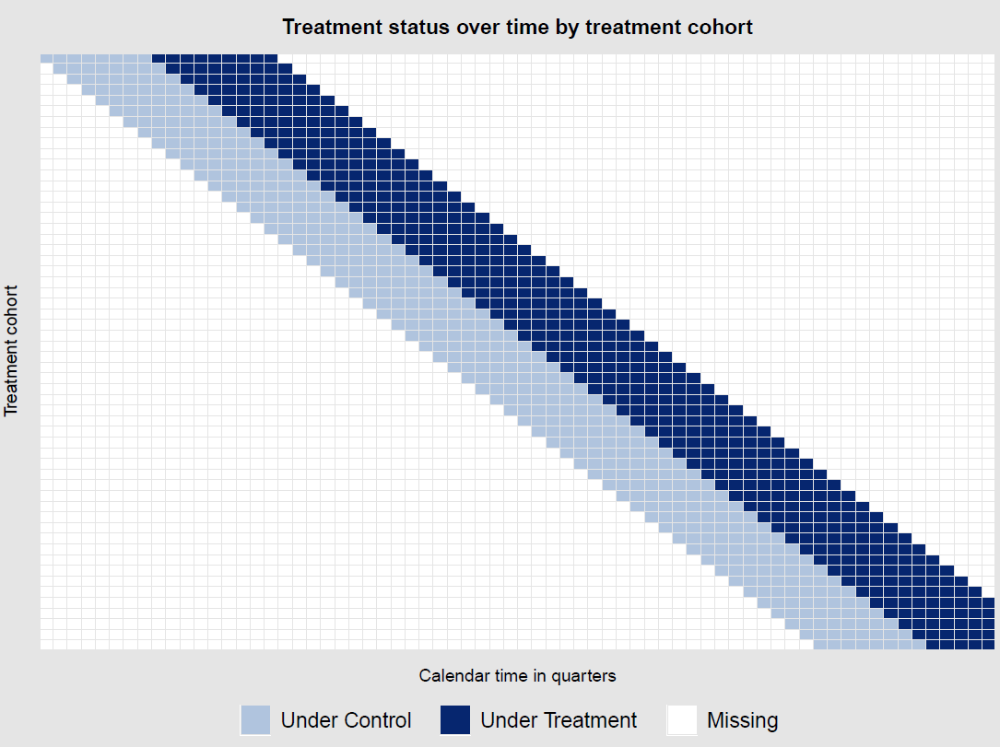 Treatment status over time by treatment cohort
Treatment cohort
Calendar time in quarters
Under Control
Under Treatment
Missing